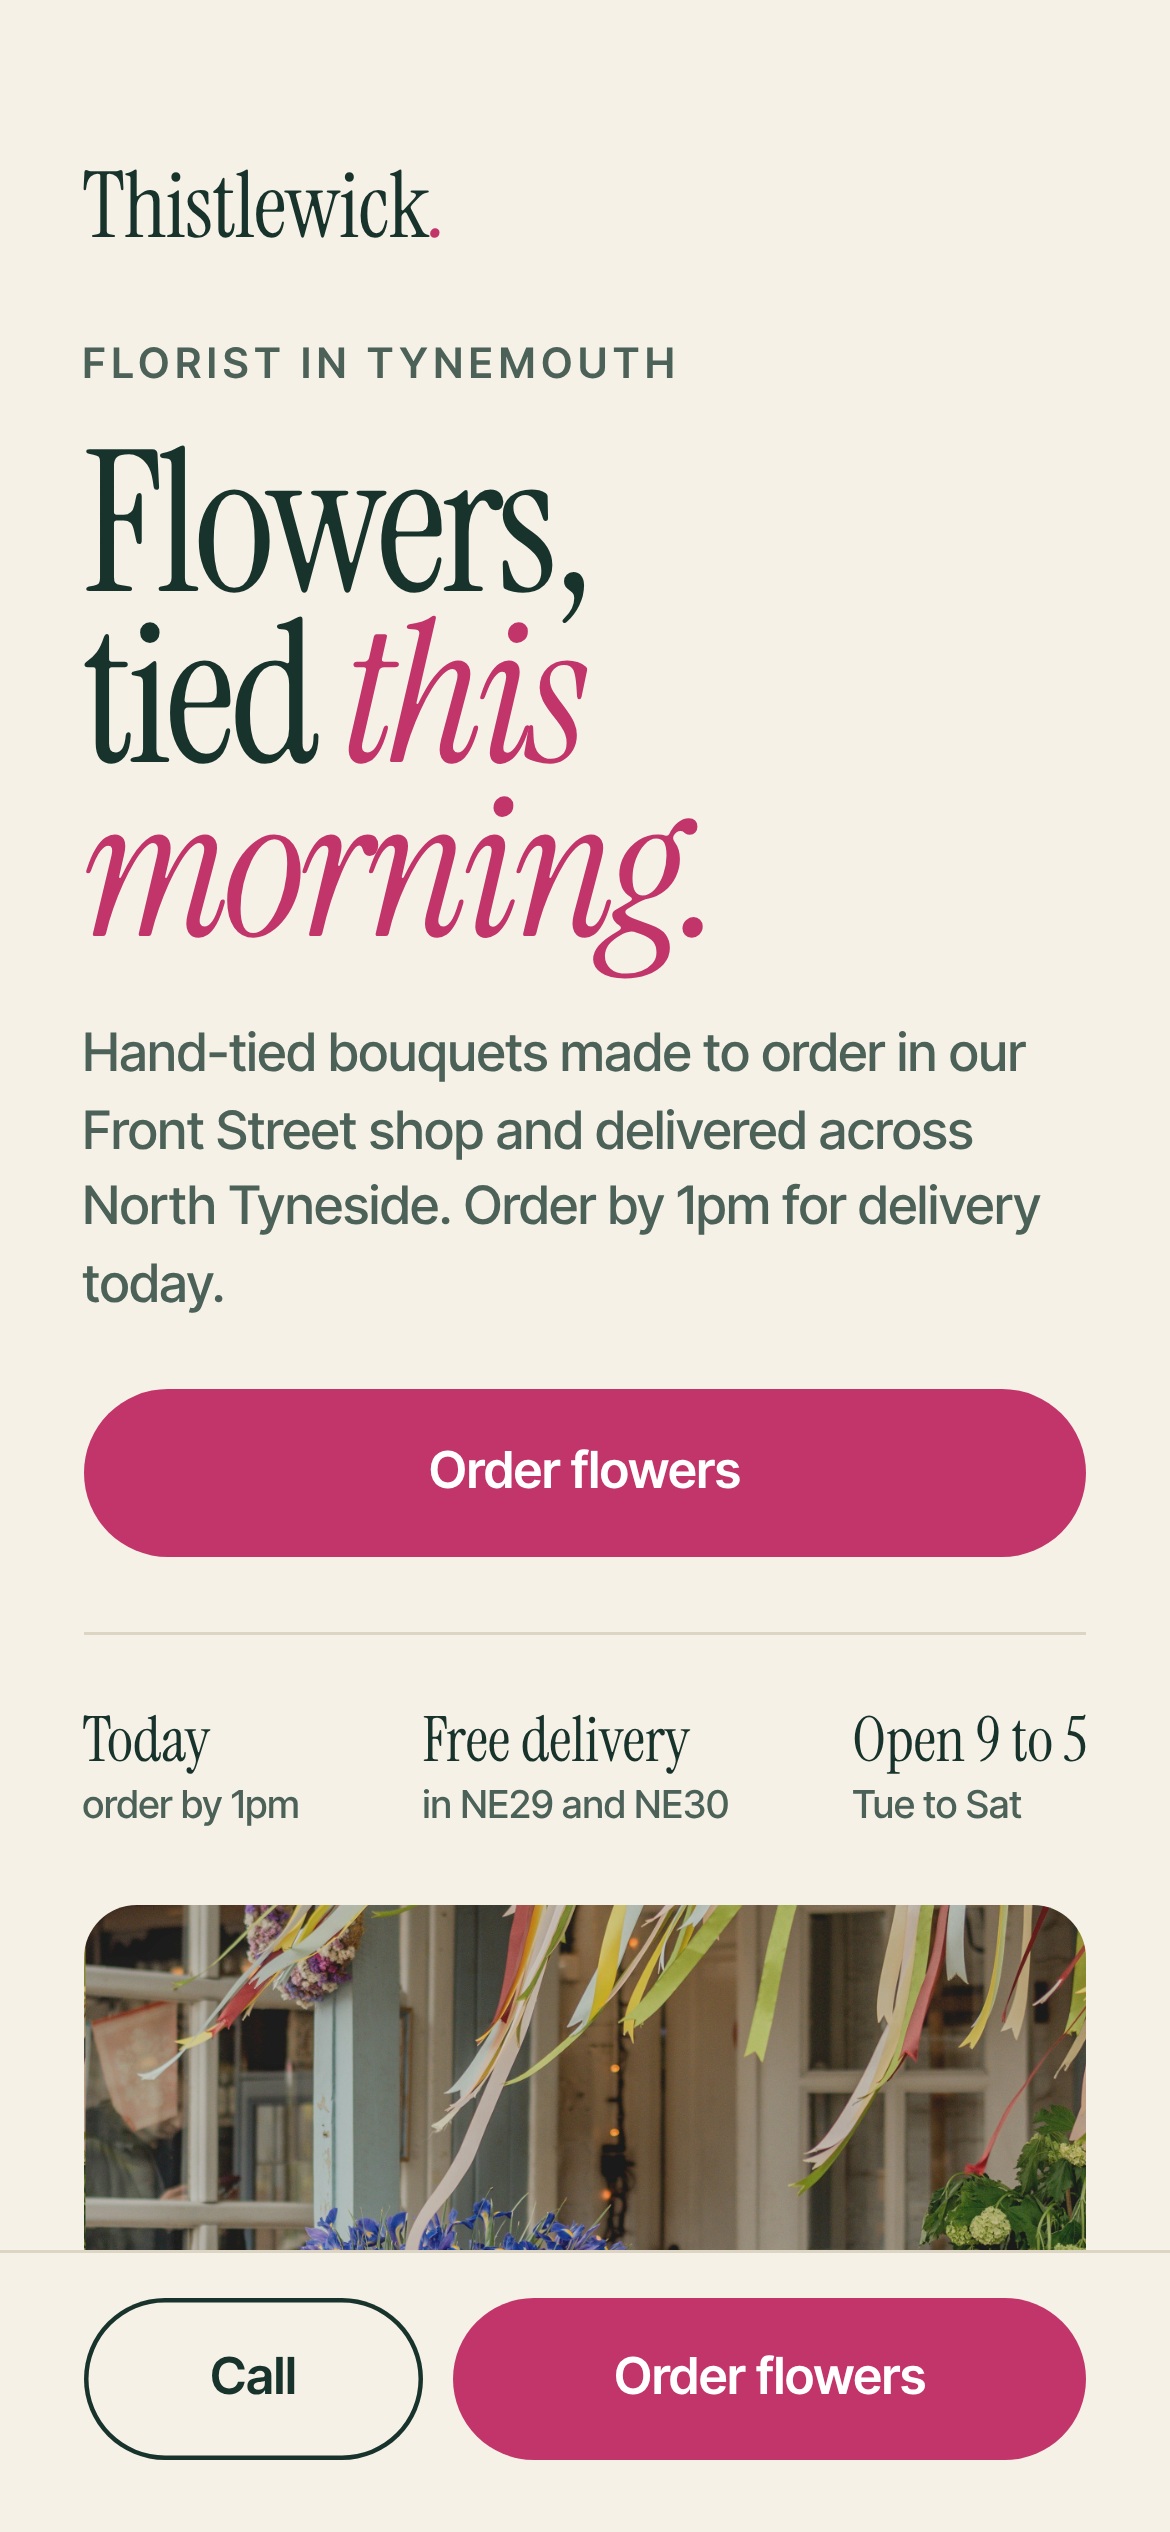 Thistlewick.
FLORIST IN TYNEMOUTH
Flowers,
tied this
morning.
Hand-tied bouquets made to order in our
Front Street shop and delivered across
North Tyneside. Order by 1pm for delivery
today.
Order flowers
Today
order by 1pm
Free delivery
in NE29 and NE30
Open 9 to 5
Tue to Sat
Call
Order flowers